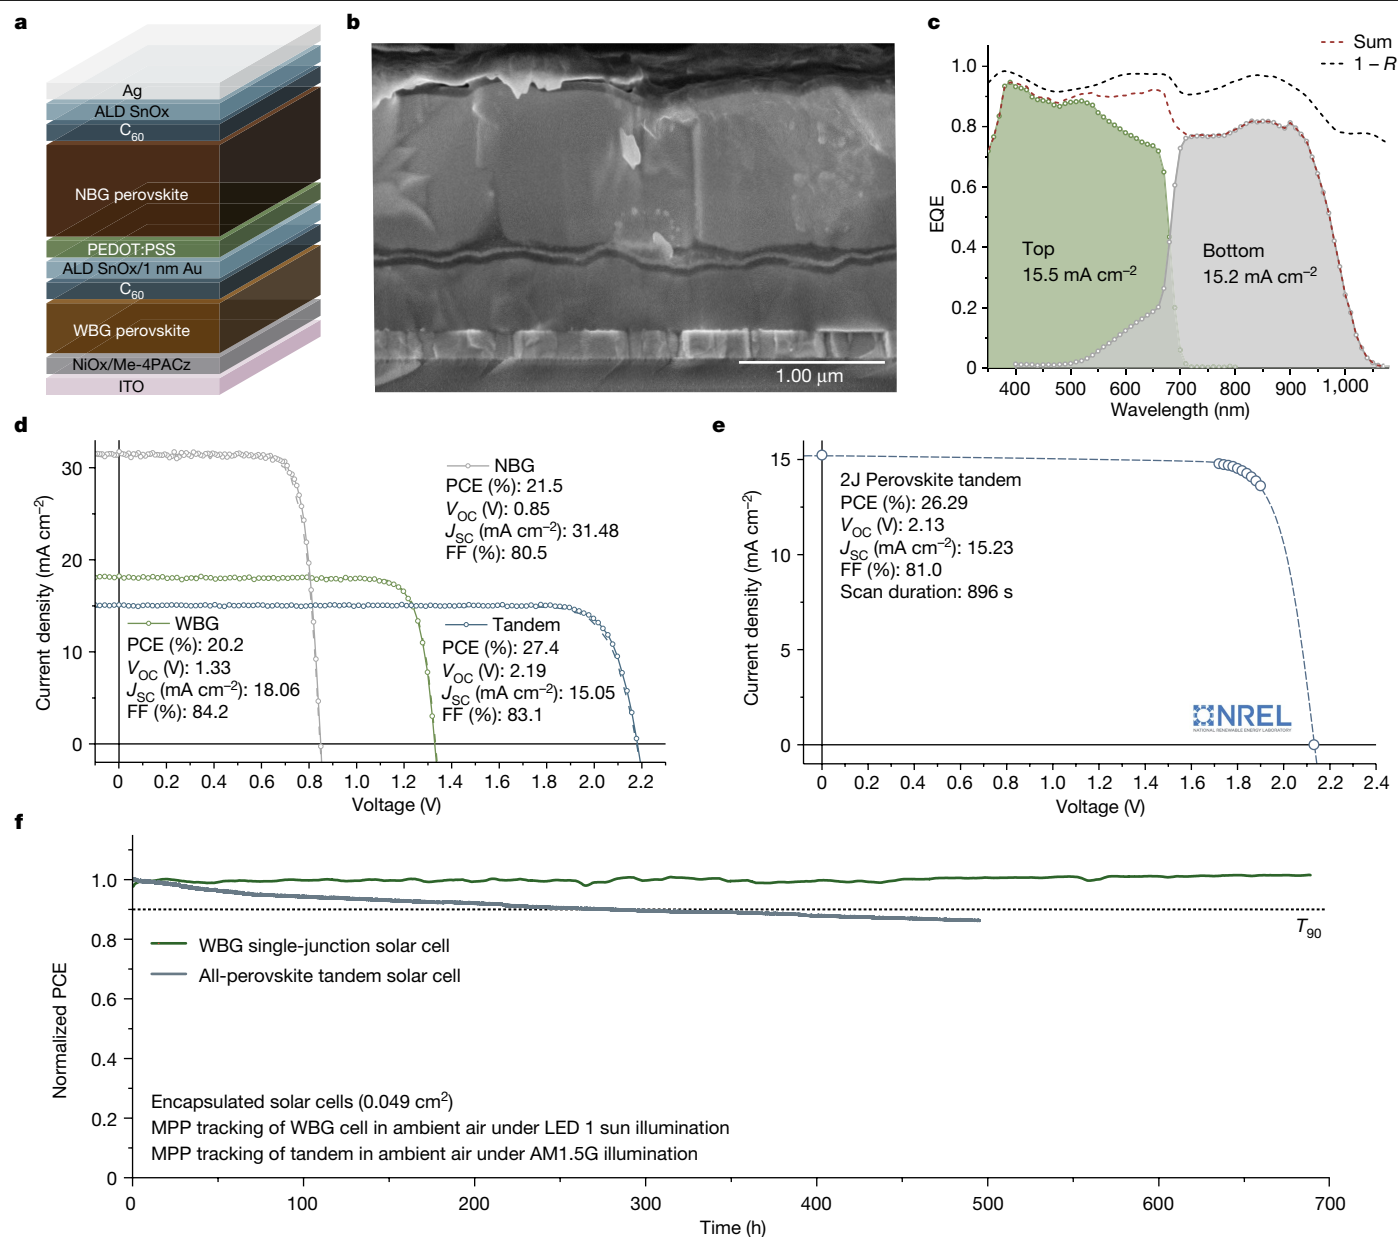 a
Ag
ALD SnOx
C60
NBG perovskite
PEDOT:PSS
ALD SnOx/1 nm Au
C60
WBG perovskite
NiOx/Me-4PACz
ITO
b
1.00 µm
c
Sum
1 – R
1.0
0.8
0.6
0.4
0.2
0
EQE
Top
15.5 mA cm–2
Bottom
15.2 mA cm–2
400 500 600 700 800 900 1,000
Wavelength (nm)
d
30
20
10
0
Current density (mA cm–2)
NBG
PCE (%): 21.5
VOC (V): 0.85
JSC (mA cm–2): 31.48
FF (%): 80.5
WBG
PCE (%): 20.2
VOC (V): 1.33
JSC (mA cm–2): 18.06
FF (%): 84.2
Tandem
PCE (%): 27.4
VOC (V): 2.19
JSC (mA cm–2): 15.05
FF (%): 83.1
0 0.2 0.4 0.6 0.8 1.0 1.2 1.4 1.6 1.8 2.0 2.2
Voltage (V)
e
15
10
5
0
Current density (mA cm–2)
2J Perovskite tandem
PCE (%): 26.29
VOC (V): 2.13
JSC (mA cm–2): 15.23
FF (%): 81.0
Scan duration: 896 s
NREL
NATIONAL RENEWABLE ENERGY LABORATORY
0 0.2 0.4 0.6 0.8 1.0 1.2 1.4 1.6 1.8 2.0 2.2 2.4
Voltage (V)
f
1.0
0.8
0.6
0.4
0.2
0
Normalized PCE
T90
WBG single-junction solar cell
All-perovskite tandem solar cell
Encapsulated solar cells (0.049 cm2)
MPP tracking of WBG cell in ambient air under LED 1 sun illumination
MPP tracking of tandem in ambient air under AM1.5G illumination
0 100 200 300 400 500 600 700
Time (h)